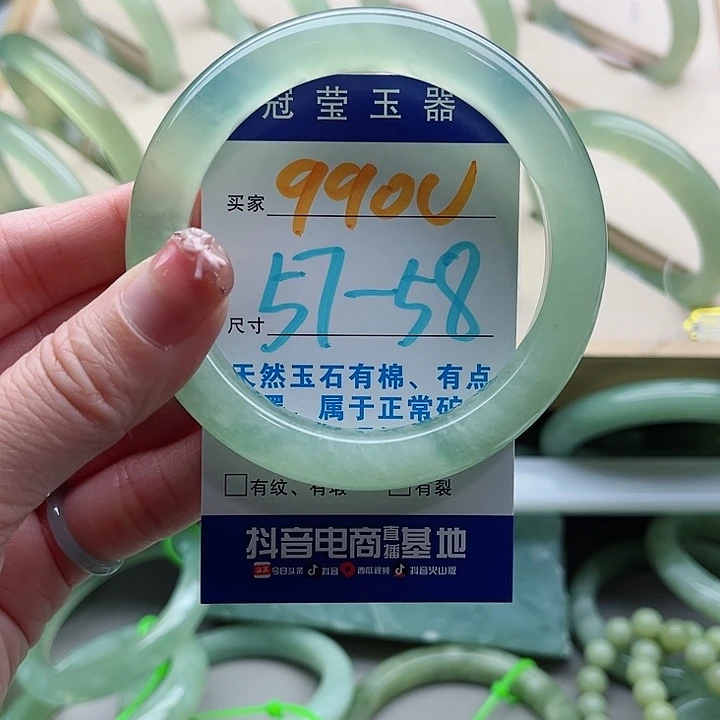 冠莹玉器
买家 990U
尺寸 57-58
天然玉石有棉、有点
属于正常矿
□有纹、有瑕 □有裂
抖音电商直播基地
今日头条 抖音 西瓜视频 抖音火山版